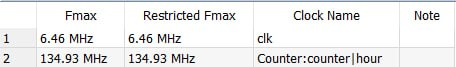 Fmax Restricted Fmax Clock Name Note
1 6.46 MHz 6.46 MHz clk
2 134.93 MHz 134.93 MHz Counter:counter|hour